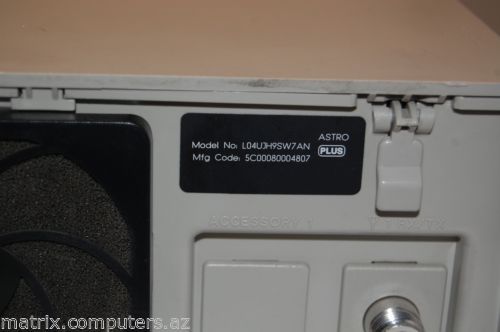 ASTRO
Model No: L04UJH9SW7AN
PLUS
Mfg Code: 5C00080004807
ACCESSORY 1
matrix.computers.az